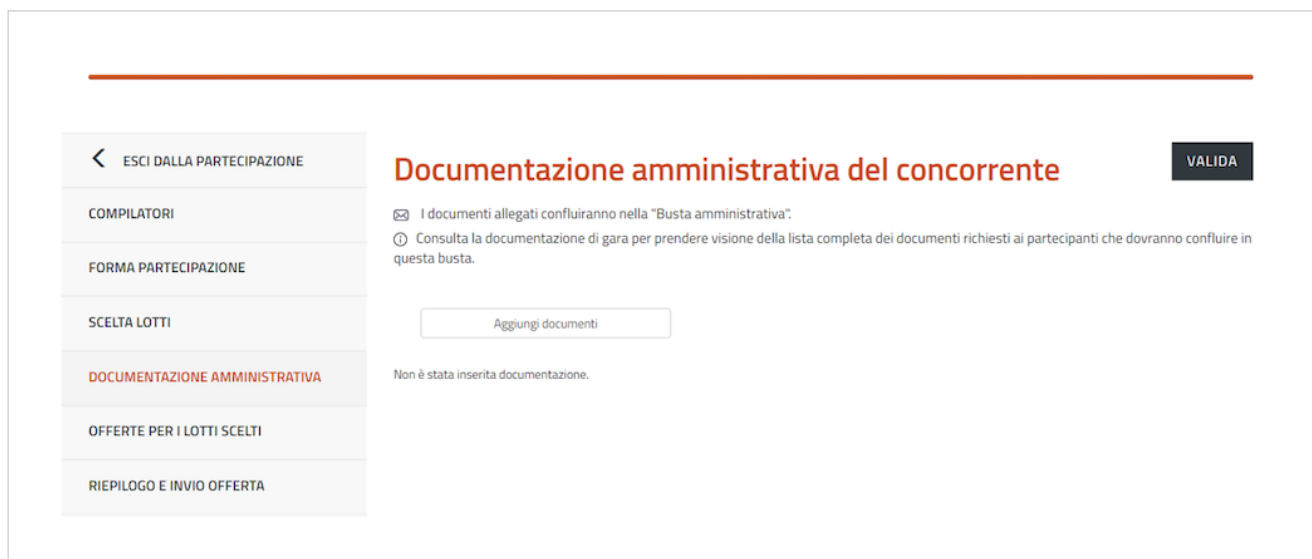 ESCI DALLA PARTECIPAZIONE
COMPILATORI
FORMA PARTECIPAZIONE
SCELTA LOTTI
DOCUMENTAZIONE AMMINISTRATIVA
OFFERTE PER I LOTTI SCELTI
RIEPILOGO E INVIO OFFERTA
Documentazione amministrativa del concorrente
VALIDA
I documenti allegati confluiranno nella "Busta amministrativa".
Consulta la documentazione di gara per prendere visione della lista completa dei documenti richiesti ai partecipanti che dovranno confluire in
questa busta.
Aggiungi documenti
Non è stata inserita documentazione.